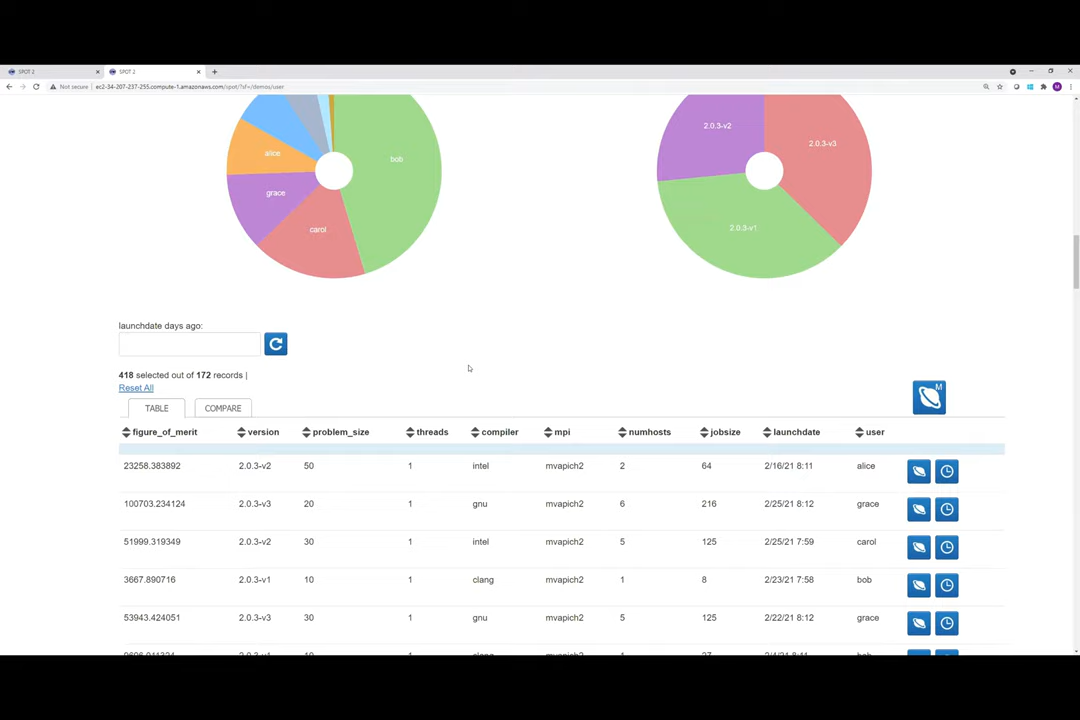 SPOT 2
SPOT 2
Not secure | ec2-34-207-237-255.compute-1.amazonaws.com/spot/?sf=/demos/user
M
alice
grace
carol
bob
2.0.3-v2
2.0.3-v3
2.0.3-v1
launchdate days ago:
418 selected out of 172 records |
Reset All
M
TABLE
COMPARE
figure_of_merit version problem_size threads compiler mpi numhosts jobsize launchdate user
23258.383892 2.0.3-v2 50 1 intel mvapich2 2 64 2/16/21 8:11 alice
100703.234124 2.0.3-v3 20 1 gnu mvapich2 6 216 2/25/21 8:12 grace
51999.319349 2.0.3-v2 30 1 intel mvapich2 5 125 2/25/21 7:59 carol
3667.890716 2.0.3-v1 10 1 clang mvapich2 1 8 2/23/21 7:58 bob
53943.424051 2.0.3-v3 30 1 gnu mvapich2 5 125 2/22/21 8:12 grace